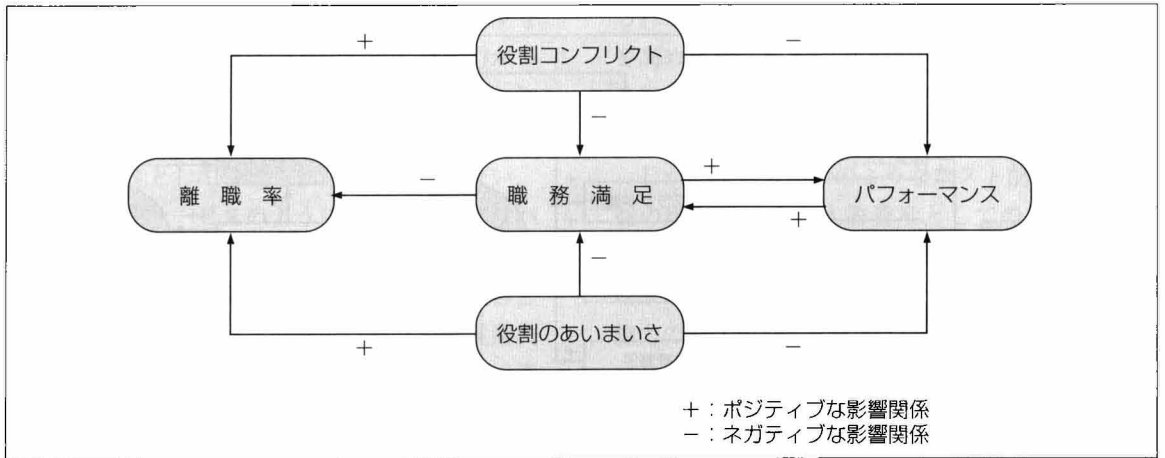 + 役割コンフリクト −
−
離職率 − 職務満足 + パフォーマンス
+
−
+ 役割のあいまいさ −
+：ポジティブな影響関係
−：ネガティブな影響関係